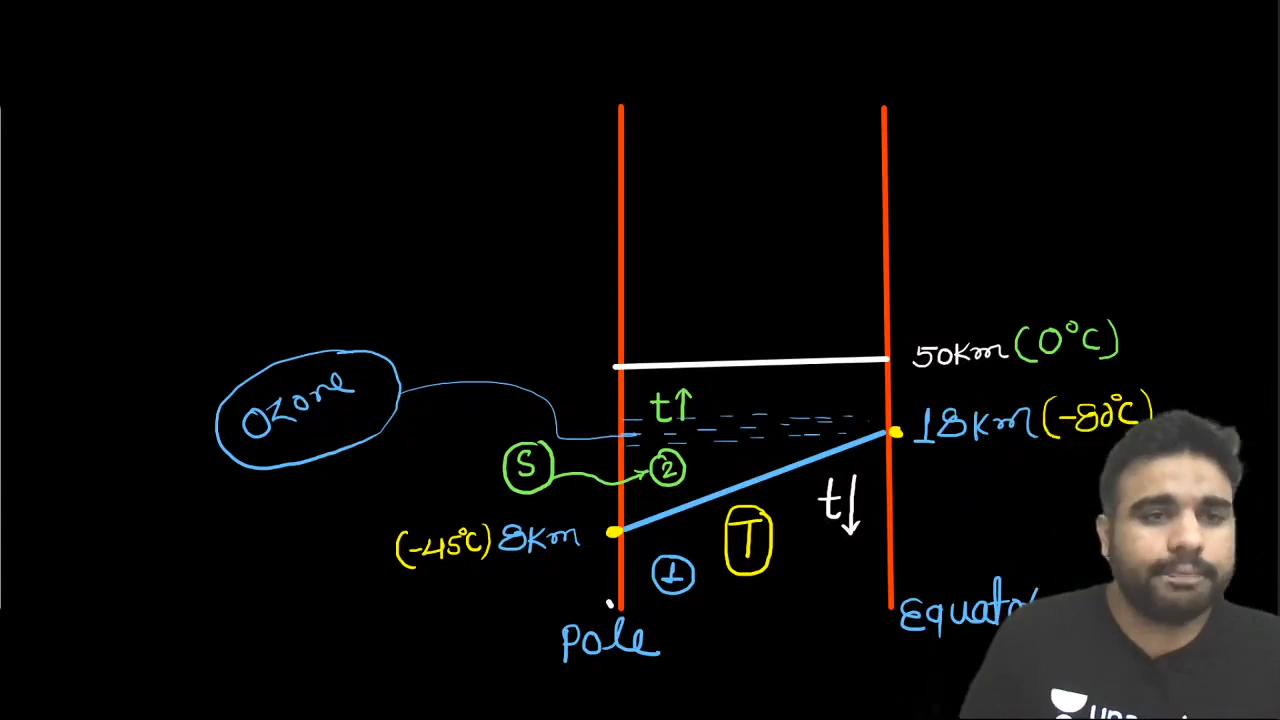 50Km (0°C)
Ozone
t↑
18Km (-80°C)
S
2
t↓
(-45°C) 8Km
T
1
Pole
Equator